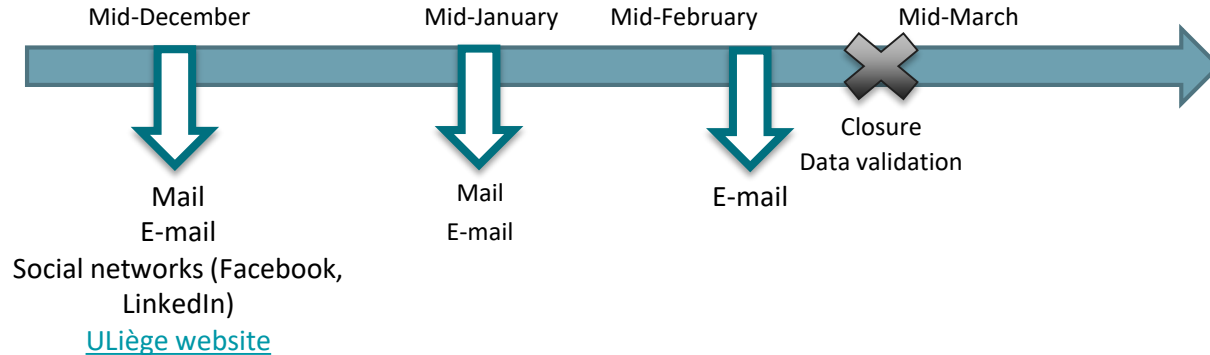 Mid-December
Mid-January
Mid-February
Mid-March
Closure
Data validation
Mail
E-mail
Social networks (Facebook,
LinkedIn)
ULiège website
Mail
E-mail
E-mail